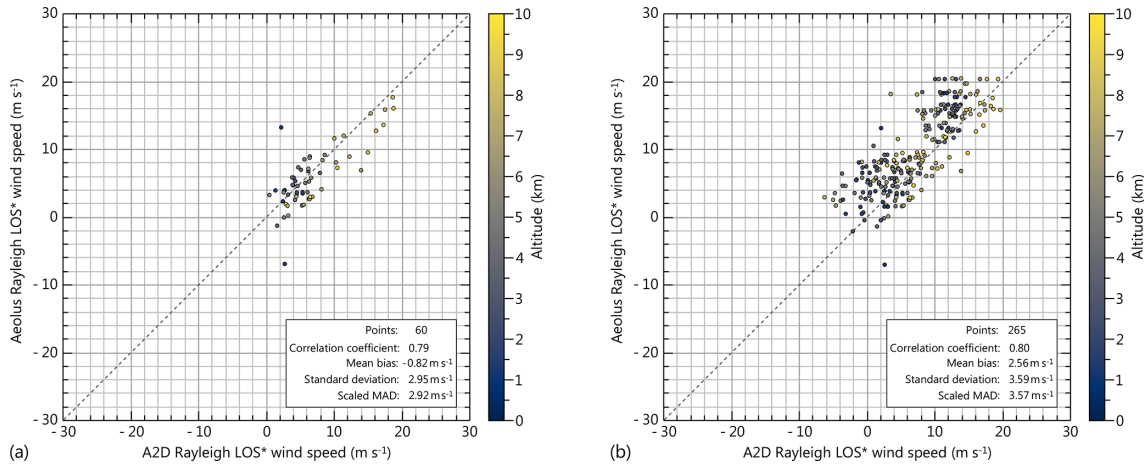 30
20
10
0
- 10
- 20
- 30
- 30
- 20
- 10
0
10
20
30
Aeolus Rayleigh LOS* wind speed (m s⁻¹)
A2D Rayleigh LOS* wind speed (m s⁻¹)
Points: 60
Correlation coefficient: 0.79
Mean bias: -0.82 m s⁻¹
Standard deviation: 2.95 m s⁻¹
Scaled MAD: 2.92 m s⁻¹
10
9
8
7
6
5
4
3
2
1
0
Altitude (km)
(a)
30
20
10
0
- 10
- 20
- 30
- 30
- 20
- 10
0
10
20
30
Aeolus Rayleigh LOS* wind speed (m s⁻¹)
A2D Rayleigh LOS* wind speed (m s⁻¹)
Points: 265
Correlation coefficient: 0.80
Mean bias: 2.56 m s⁻¹
Standard deviation: 3.59 m s⁻¹
Scaled MAD: 3.57 m s⁻¹
10
9
8
7
6
5
4
3
2
1
0
Altitude (km)
(b)